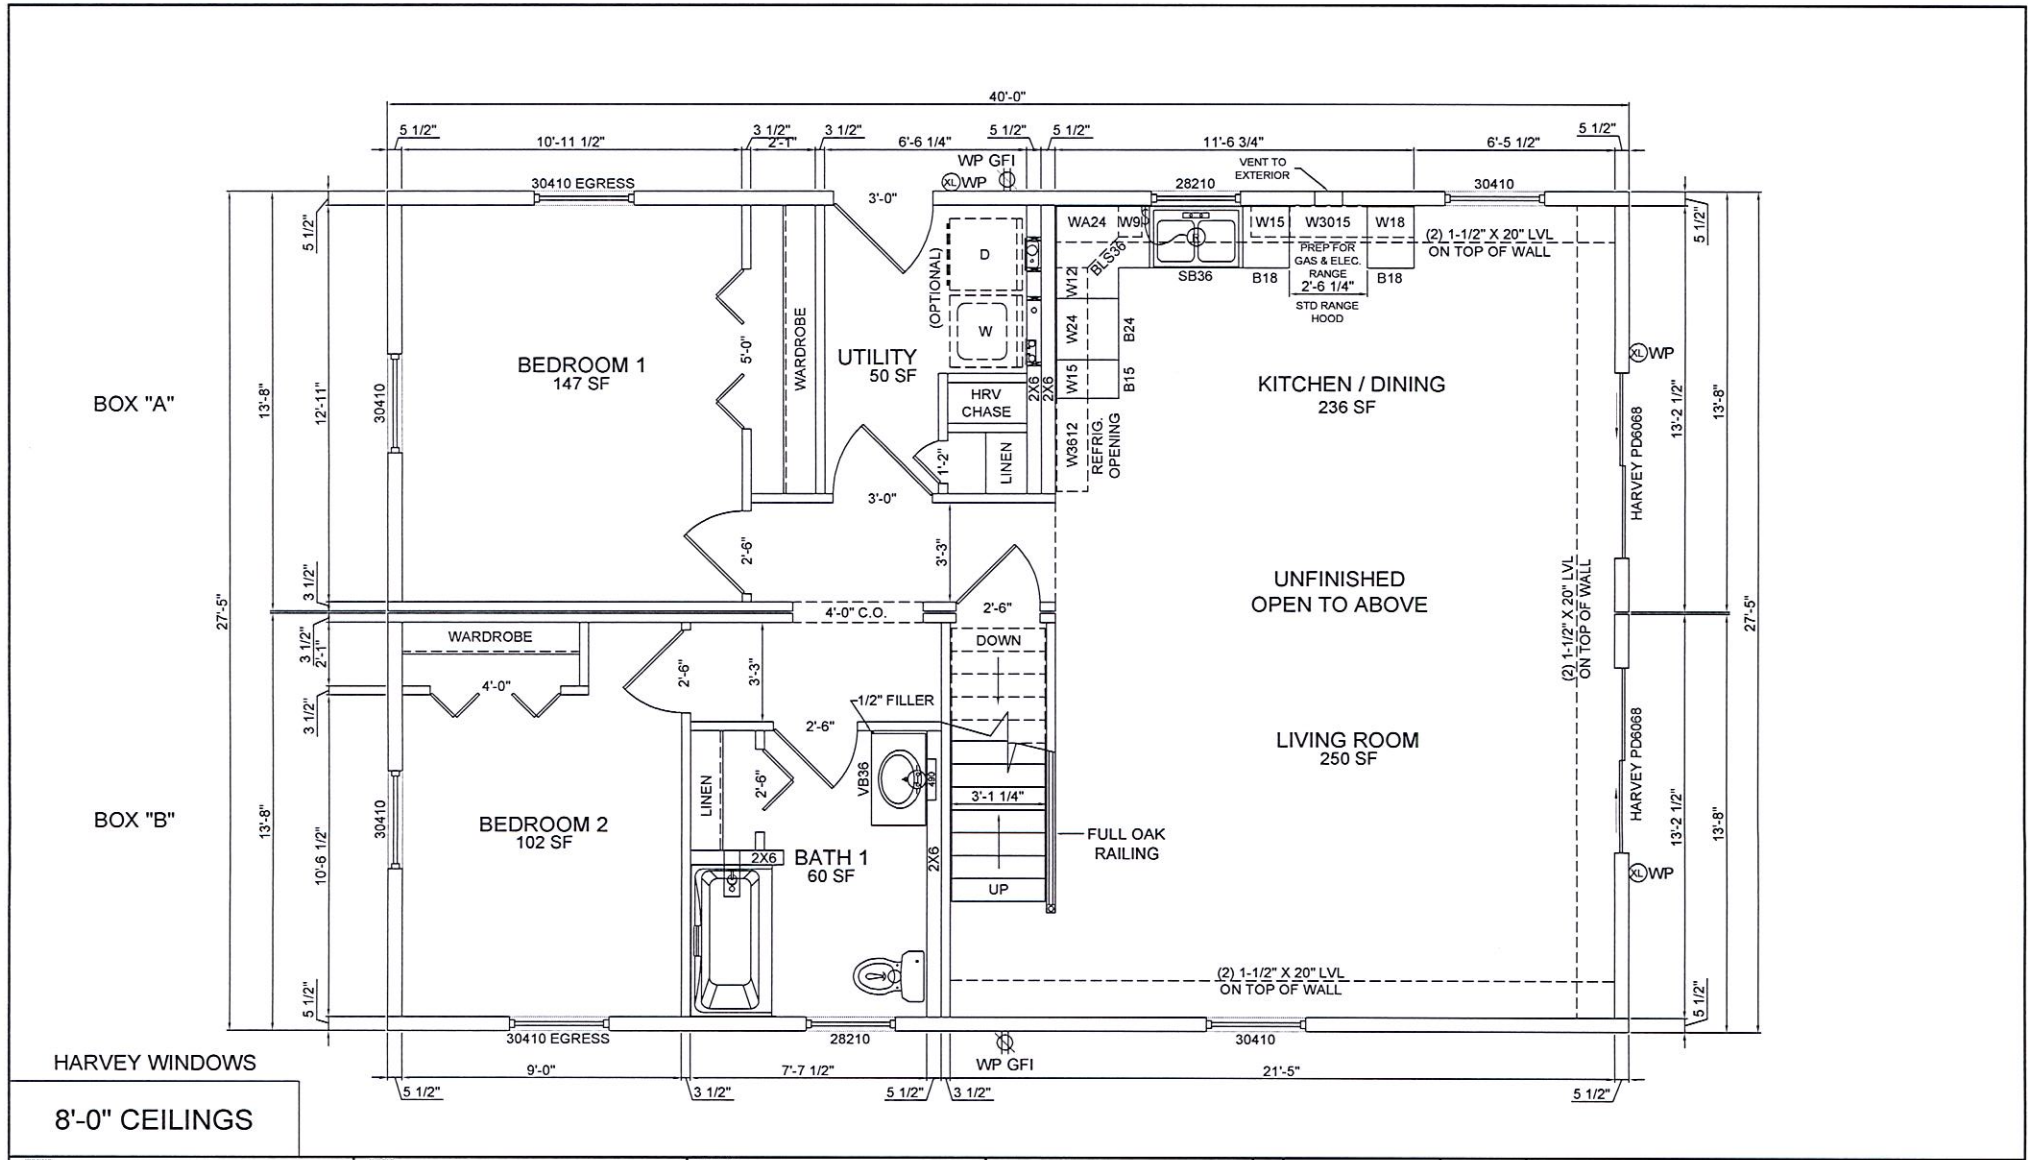 40'-0"
5 1/2"
10'-11 1/2"
3 1/2"
2'-1"
3 1/2"
6'-6 1/4"
5 1/2"
5 1/2"
11'-6 3/4"
6'-5 1/2"
5 1/2"
WP GFI
XL WP
VENT TO
EXTERIOR
30410 EGRESS
3'-0"
28210
30410
5 1/2"
5 1/2"
WA24
W9
W15
W3015
W18
(2) 1-1/2" X 20" LVL
ON TOP OF WALL
BLS36
R
PREP FOR
GAS & ELEC.
RANGE
2'-6 1/4"
STD RANGE
HOOD
SB36
B18
B18
D
(OPTIONAL)
W
W12
W24
B24
W15
B15
W3612
REFRIG.
OPENING
2X6
2X6
BEDROOM 1
147 SF
5'-0"
WARDROBE
UTILITY
50 SF
HRV
CHASE
LINEN
1'-2"
3'-0"
KITCHEN / DINING
236 SF
XL WP
HARVEY PD6068
13'-2 1/2"
13'-8"
BOX "A"
13'-8"
12'-11"
30410
2'-6"
3'-3"
UNFINISHED
OPEN TO ABOVE
(2) 1-1/2" X 20" LVL
ON TOP OF WALL
27'-5"
27'-5"
3 1/2"
4'-0" C.O.
2'-6"
DOWN
3 1/2"
2'-1"
WARDROBE
4'-0"
2'-6"
3'-3"
3 1/2"
1/2" FILLER
2'-6"
LIVING ROOM
250 SF
HARVEY PD6068
13'-2 1/2"
13'-8"
BOX "B"
13'-8"
10'-6 1/2"
30410
BEDROOM 2
102 SF
LINEN
2'-6"
VB36
2X6
BATH 1
60 SF
2X6
3'-1 1/4"
FULL OAK
RAILING
UP
XL WP
(2) 1-1/2" X 20" LVL
ON TOP OF WALL
5 1/2"
5 1/2"
30410 EGRESS
28210
WP GFI
30410
HARVEY WINDOWS
5 1/2"
9'-0"
3 1/2"
7'-7 1/2"
5 1/2"
3 1/2"
21'-5"
5 1/2"
8'-0" CEILINGS